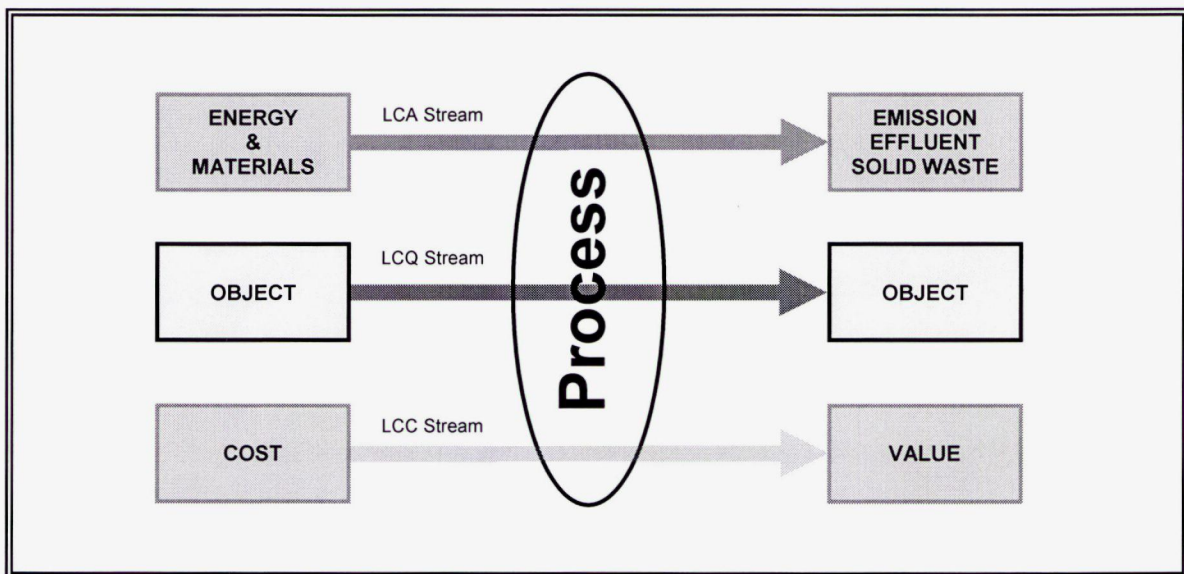 ENERGY
&
MATERIALS
LCA Stream
EMISSION
EFFLUENT
SOLID WASTE
OBJECT
LCQ Stream
OBJECT
COST
LCC Stream
VALUE
Process